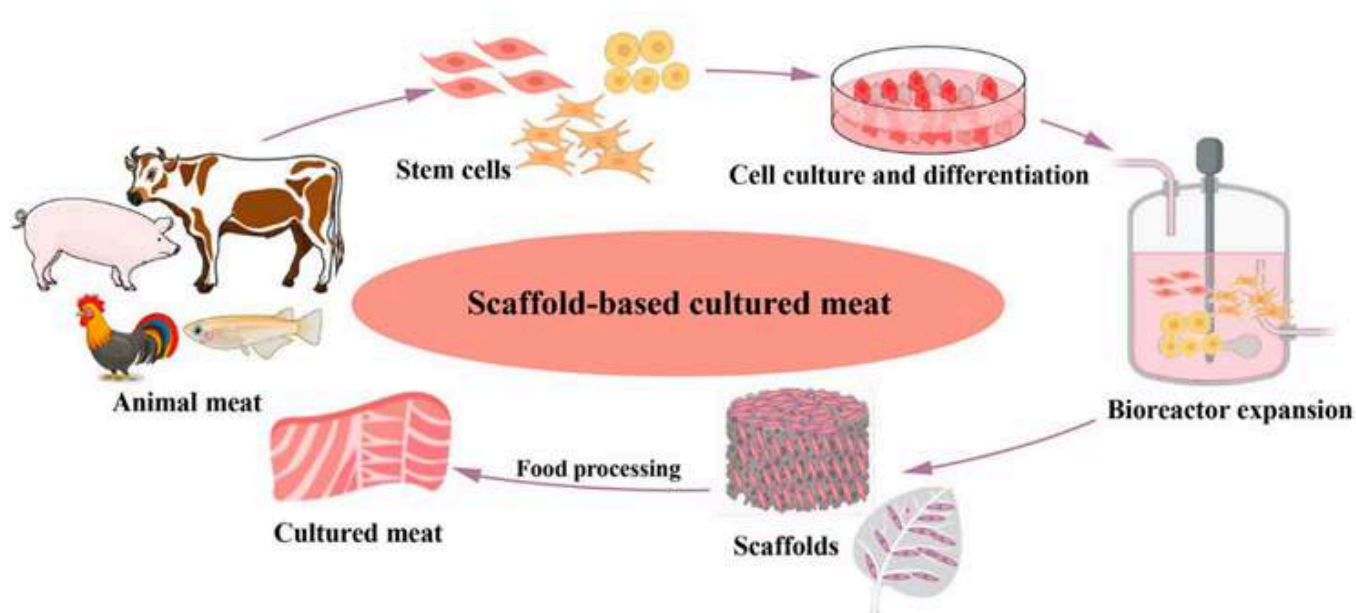 Stem cells
Cell culture and differentiation
Scaffold-based cultured meat
Animal meat
Bioreactor expansion
Food processing
Cultured meat
Scaffolds